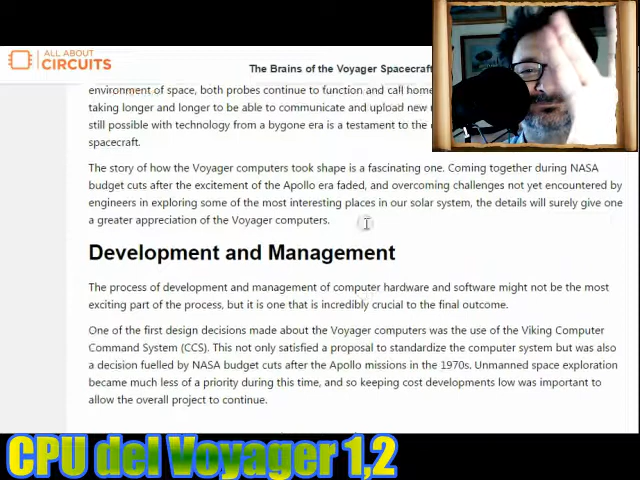 ALL ABOUT
CIRCUITS
The Brains of the Voyager Spacecraft
environment of space, both probes continue to function and call home
taking longer and longer to be able to communicate and upload new
still possible with technology from a bygone era is a testament to the
spacecraft.
The story of how the Voyager computers took shape is a fascinating one. Coming together during NASA
budget cuts after the excitement of the Apollo era faded, and overcoming challenges not yet encountered by
engineers in exploring some of the most interesting places in our solar system, the details will surely give one
a greater appreciation of the Voyager computers.
Development and Management
The process of development and management of computer hardware and software might not be the most
exciting part of the process, but it is one that is incredibly crucial to the final outcome.
One of the first design decisions made about the Voyager computers was the use of the Viking Computer
Command System (CCS). This not only satisfied a proposal to standardize the computer system but was also
a decision fuelled by NASA budget cuts after the Apollo missions in the 1970s. Unmanned space exploration
became much less of a priority during this time, and so keeping cost developments low was important to
allow the overall project to continue.
CPU del Voyager 1,2